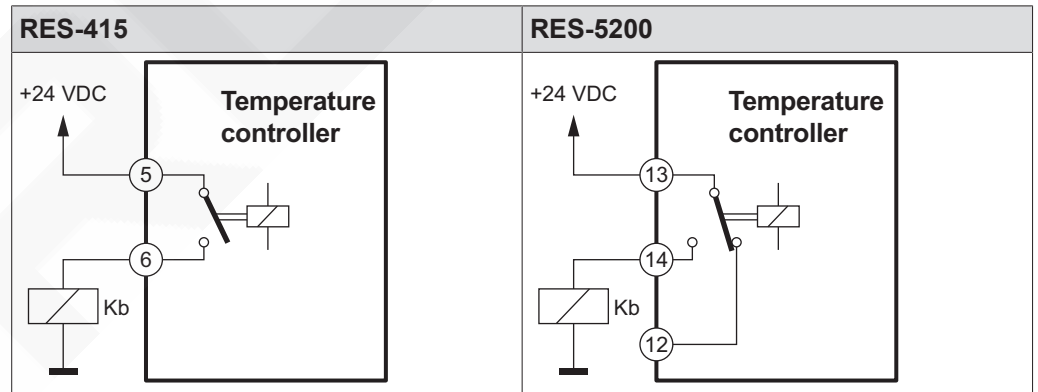 RES-415
RES-5200
+24 VDC
Temperature
controller
5
6
Kb
+24 VDC
Temperature
controller
13
14
Kb
12